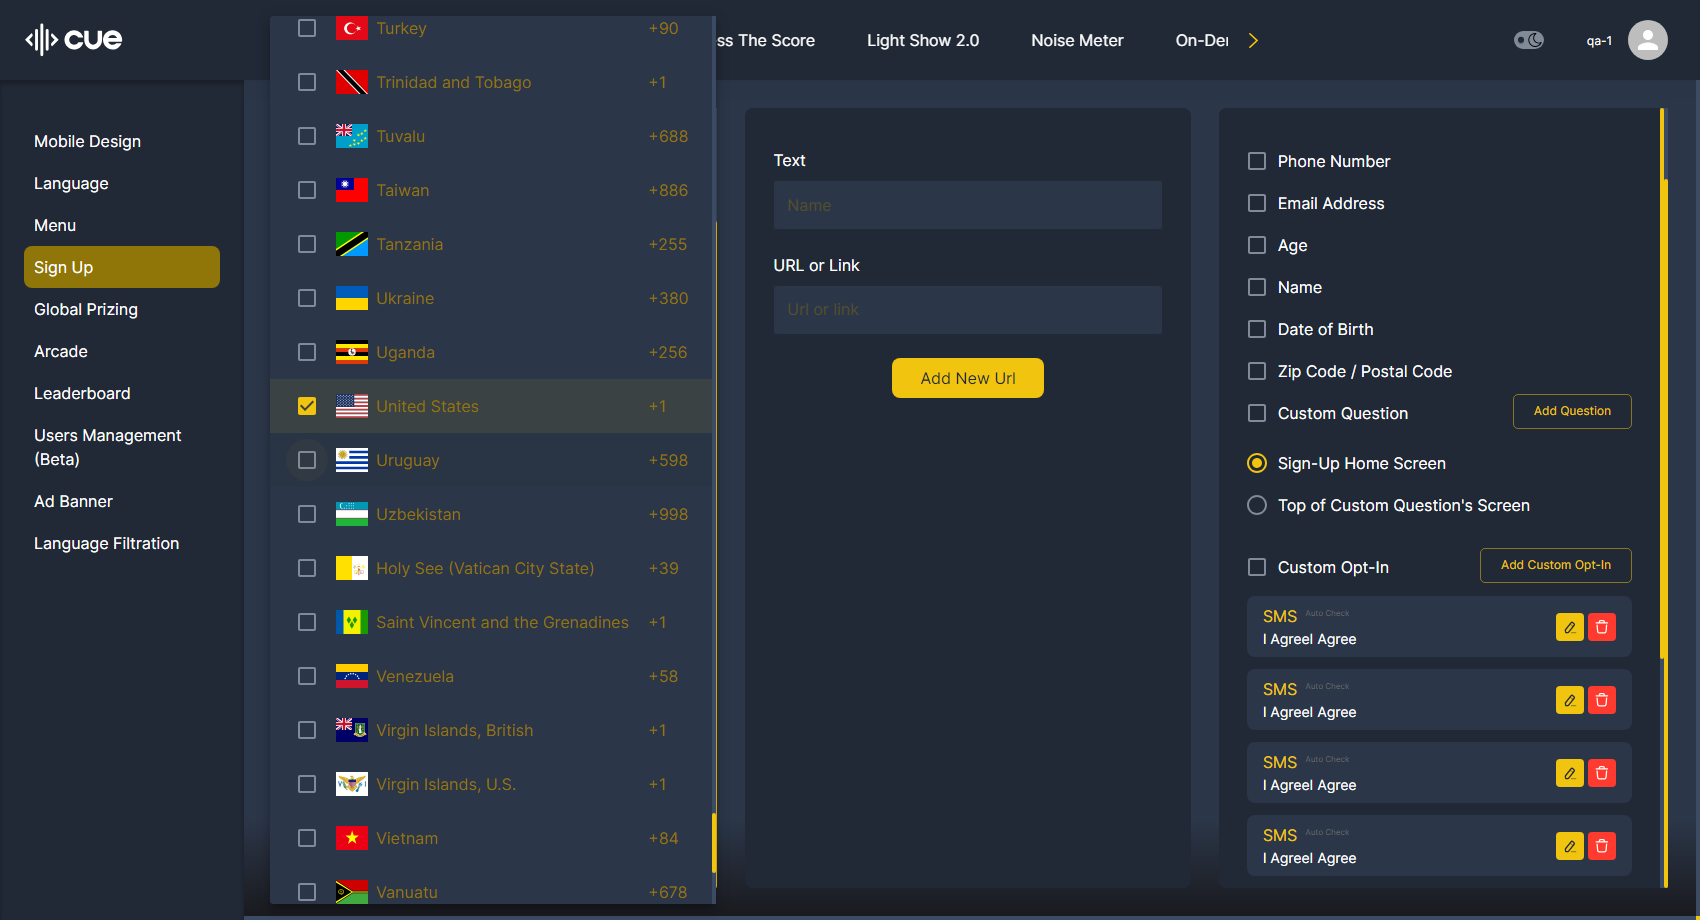 cue
ss The Score
Light Show 2.0
Noise Meter
On-De
qa-1
Mobile Design
Language
Menu
Sign Up
Global Prizing
Arcade
Leaderboard
Users Management
(Beta)
Ad Banner
Language Filtration
Turkey +90
Trinidad and Tobago +1
Tuvalu +688
Taiwan +886
Tanzania +255
Ukraine +380
Uganda +256
United States +1
Uruguay +598
Uzbekistan +998
Holy See (Vatican City State) +39
Saint Vincent and the Grenadines +1
Venezuela +58
Virgin Islands, British +1
Virgin Islands, U.S. +1
Vietnam +84
Vanuatu +678
Text
Name
URL or Link
Url or link
Add New Url
Phone Number
Email Address
Age
Name
Date of Birth
Zip Code / Postal Code
Custom Question
Add Question
Sign-Up Home Screen
Top of Custom Question's Screen
Custom Opt-In
Add Custom Opt-In
SMS Auto Check
I AgreeI Agree
SMS Auto Check
I AgreeI Agree
SMS Auto Check
I AgreeI Agree
SMS Auto Check
I AgreeI Agree